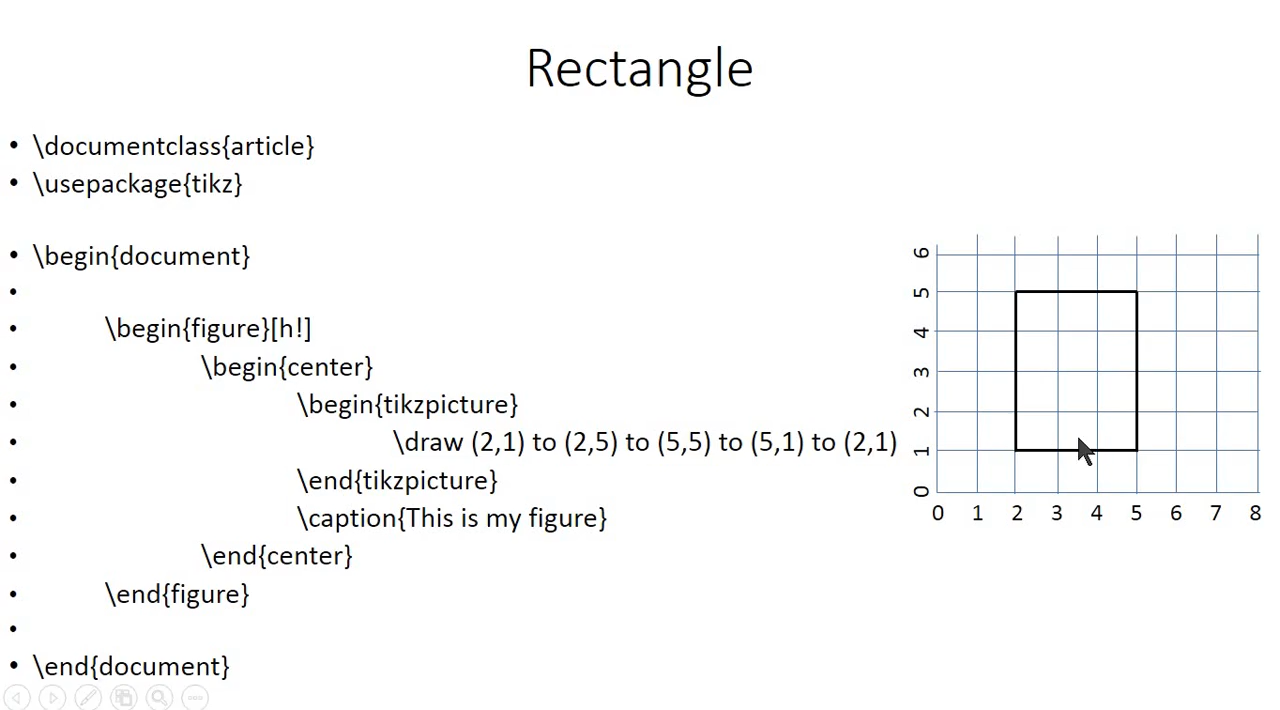 Rectangle
• \documentclass{article}
• \usepackage{tikz}
• \begin{document}
•
• \begin{figure}[h!]
• \begin{center}
• \begin{tikzpicture}
• \draw (2,1) to (2,5) to (5,5) to (5,1) to (2,1)
• \end{tikzpicture}
• \caption{This is my figure}
• \end{center}
• \end{figure}
•
• \end{document}
6
5
4
3
2
1
0
0 1 2 3 4 5 6 7 8